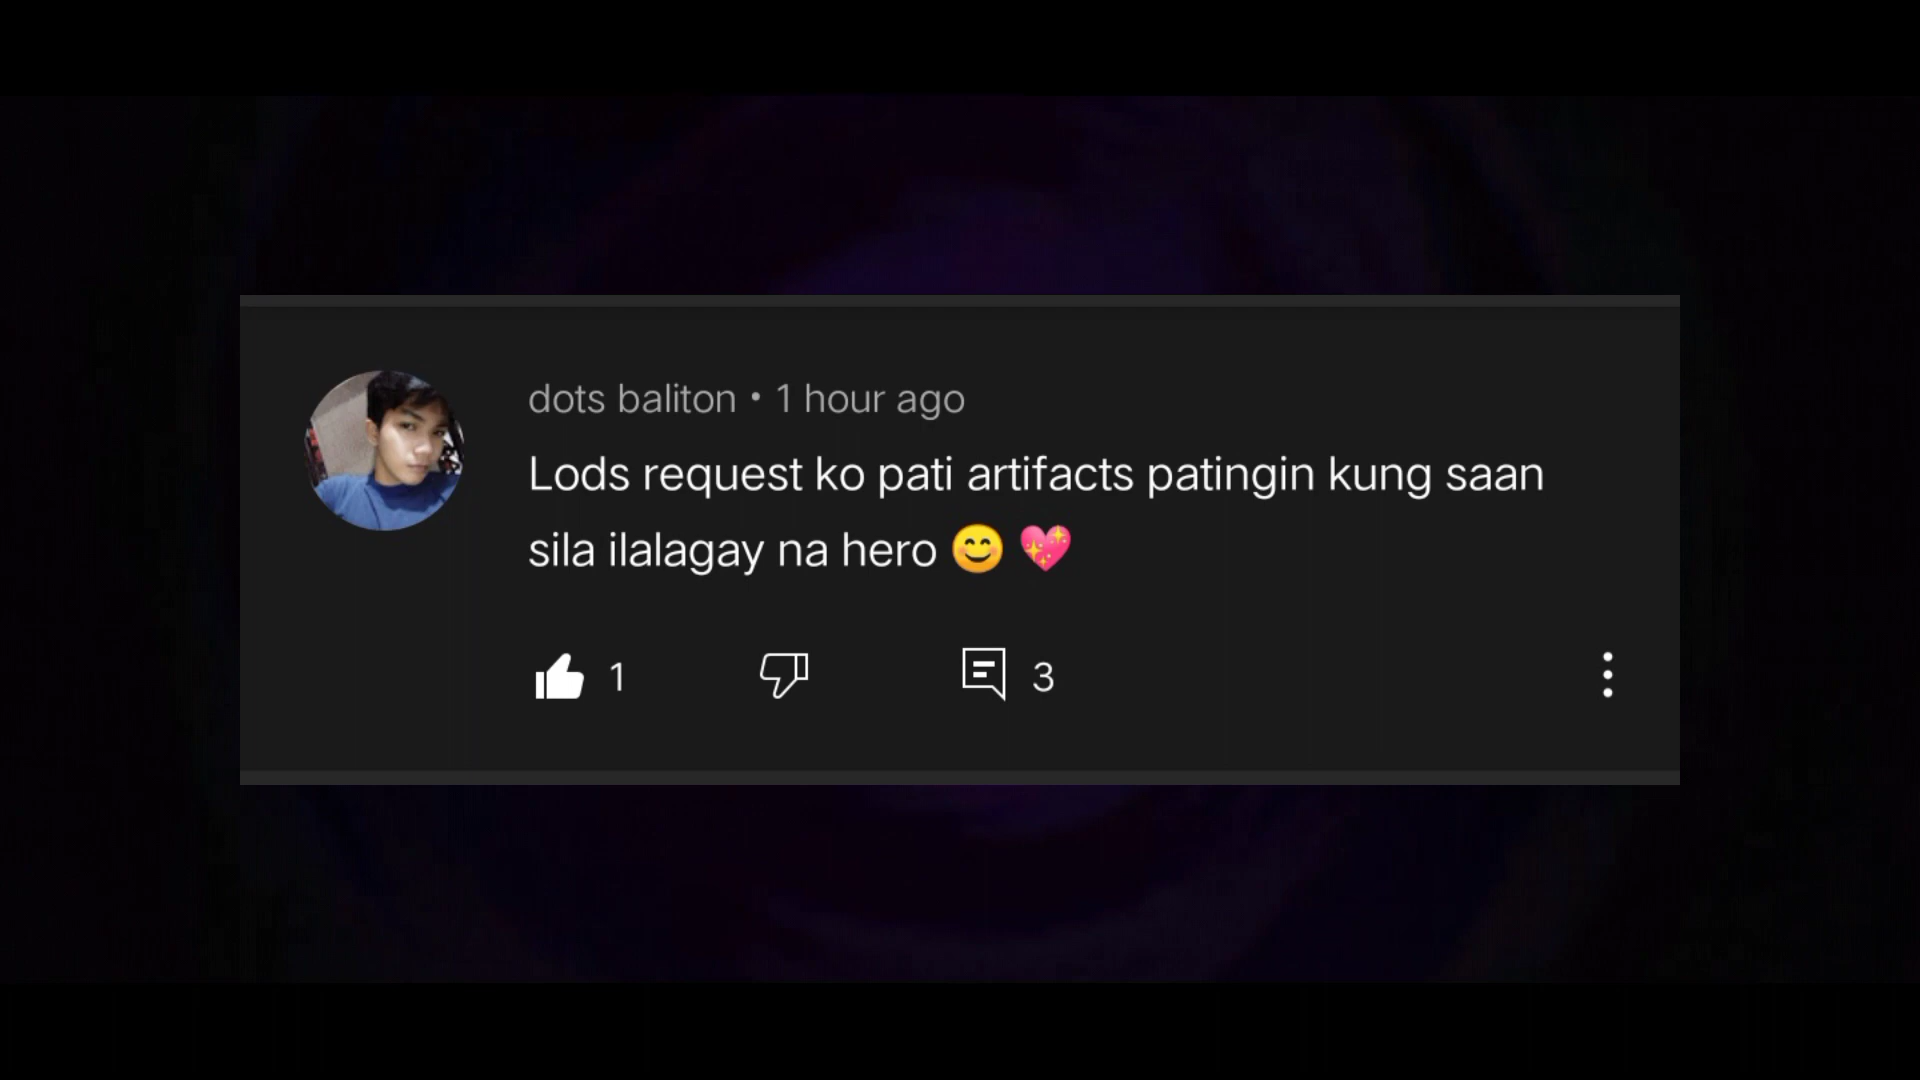 dots baliton • 1 hour ago
Lods request ko pati artifacts patingin kung saan
sila ilalagay na hero 😊 💖
1 3